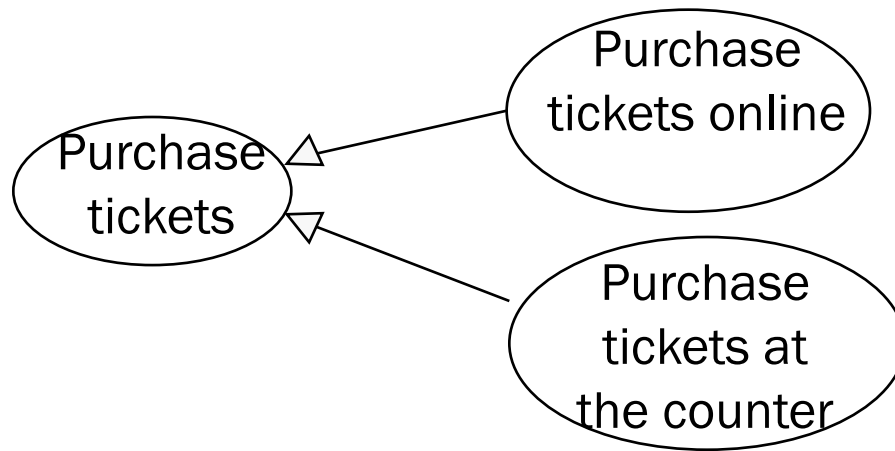 Purchase
tickets
Purchase
tickets online
Purchase
tickets at
the counter